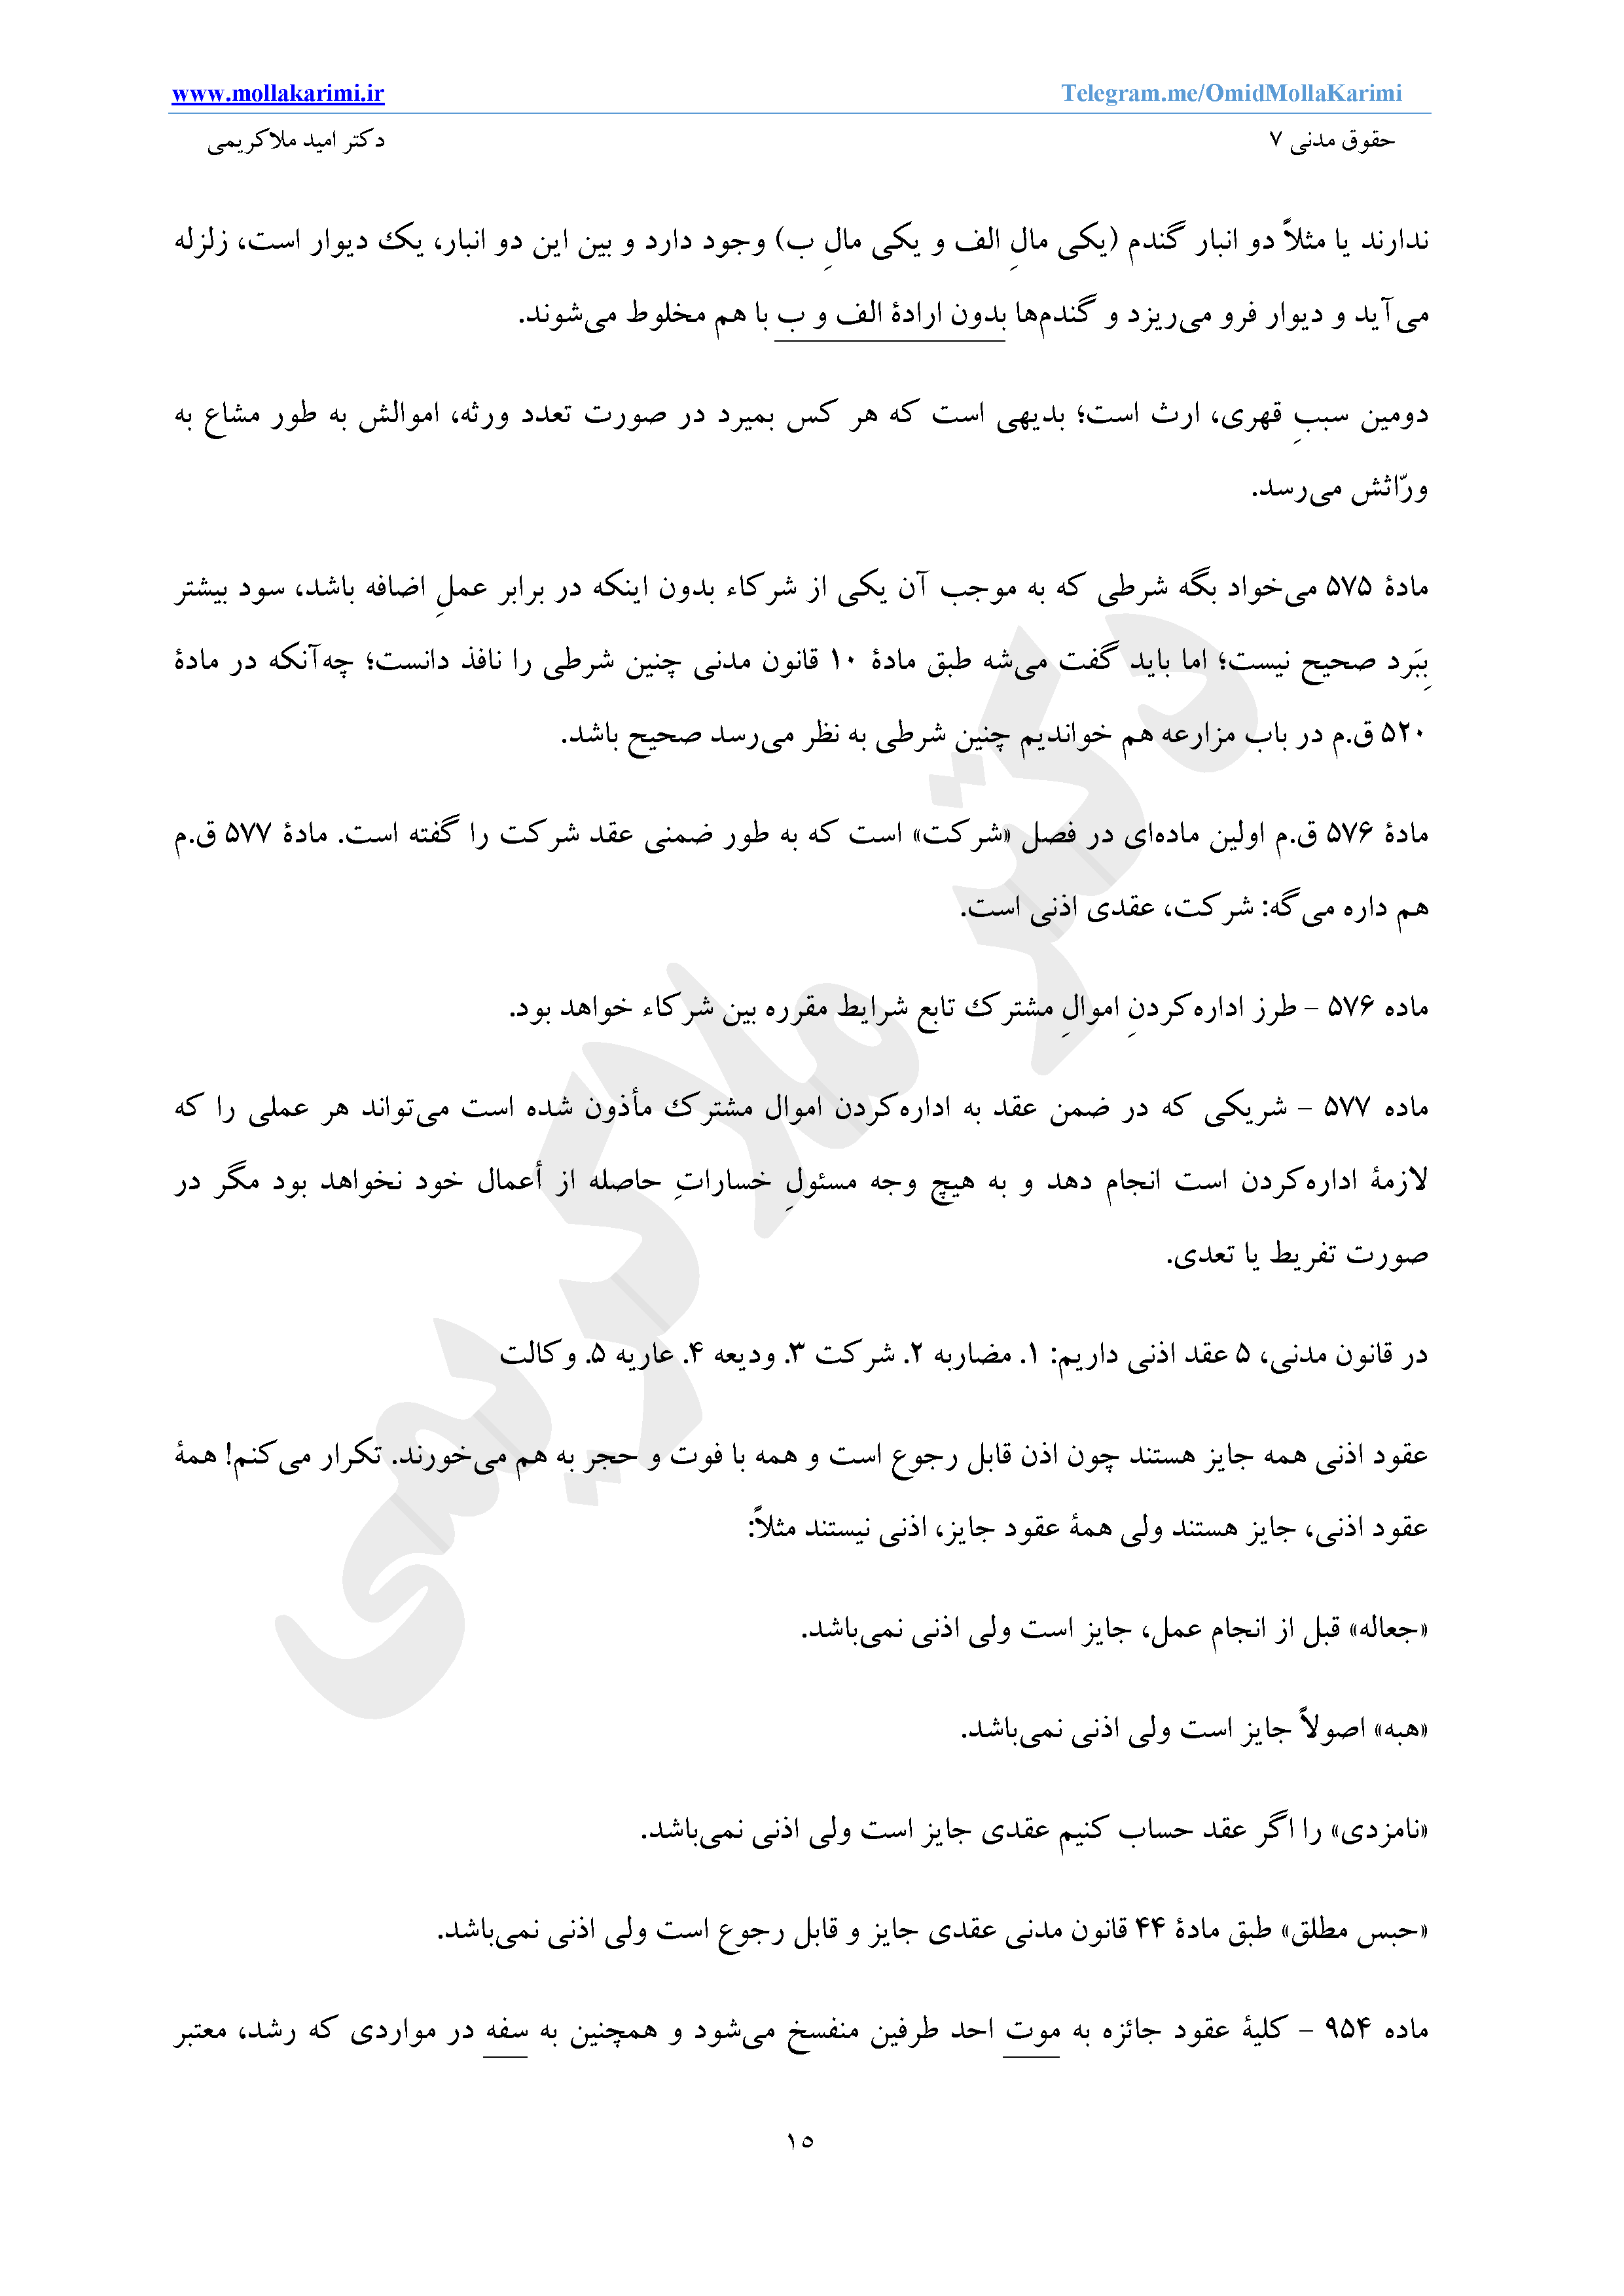 www.mollakarimi.ir Telegram.me/OmidMollaKarimi
حقوق مدنی ۷ دکتر امید ملاکریمی
ندارند یا مثلاً دو انبار گندم (یکی مالِ الف و یکی مالِ ب) وجود دارد و بین این دو انبار، یک دیوار است، زلزله
می‌آید و دیوار فرو می‌ریزد و گندم‌ها بدون ارادهٔ الف و ب با هم مخلوط می‌شوند.
دومین سببِ قهری، ارث است؛ بدیهی است که هر کس بمیرد در صورت تعدد ورثه، اموالش به طور مشاع به
ورّاثش می‌رسد.
مادهٔ ۵۷۵ می‌خواد بگه شرطی که به موجب آن یکی از شرکاء بدون اینکه در برابر عملِ اضافه باشد، سود بیشتر
بِبَرد صحیح نیست؛ اما باید گفت می‌شه طبق مادهٔ ۱۰ قانون مدنی چنین شرطی را نافذ دانست؛ چه‌آنکه در مادهٔ
۵۲۰ ق.م در باب مزارعه هم خواندیم چنین شرطی به نظر می‌رسد صحیح باشد.
مادهٔ ۵۷۶ ق.م اولین ماده‌ای در فصل «شرکت» است که به طور ضمنی عقد شرکت را گفته است. مادهٔ ۵۷۷ ق.م
هم داره می‌گه: شرکت، عقدی اذنی است.
ماده ۵۷۶ – طرز اداره‌کردنِ اموالِ مشترک تابع شرایط مقرره بین شرکاء خواهد بود.
ماده ۵۷۷ – شریکی که در ضمن عقد به اداره‌کردن اموال مشترک مأذون شده است می‌تواند هر عملی را که
لازمهٔ اداره‌کردن است انجام دهد و به هیچ وجه مسئولِ خساراتِ حاصله از أعمال خود نخواهد بود مگر در
صورت تفریط یا تعدی.
در قانون مدنی، ۵ عقد اذنی داریم: ۱. مضاربه ۲. شرکت ۳. ودیعه ۴. عاریه ۵. وکالت
عقود اذنی همه جایز هستند چون اذن قابل رجوع است و همه با فوت و حجر به هم می‌خورند. تکرار می‌کنم! همهٔ
عقود اذنی، جایز هستند ولی همهٔ عقود جایز، اذنی نیستند مثلاً:
«جعاله» قبل از انجام عمل، جایز است ولی اذنی نمی‌باشد.
«هبه» اصولاً جایز است ولی اذنی نمی‌باشد.
«نامزدی» را اگر عقد حساب کنیم عقدی جایز است ولی اذنی نمی‌باشد.
«حبس مطلق» طبق مادهٔ ۴۴ قانون مدنی عقدی جایز و قابل رجوع است ولی اذنی نمی‌باشد.
ماده ۹۵۴ – کلیهٔ عقود جائزه به موت احد طرفین منفسخ می‌شود و همچنین به سفه در مواردی که رشد، معتبر
۱۵
دکتر ملاکریمی